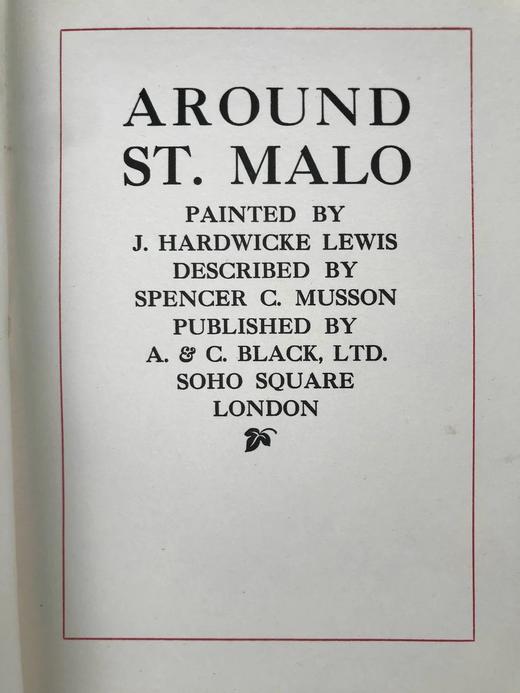 AROUND
ST. MALO
PAINTED BY
J. HARDWICKE LEWIS
DESCRIBED BY
SPENCER C. MUSSON
PUBLISHED BY
A. & C. BLACK, LTD.
SOHO SQUARE
LONDON